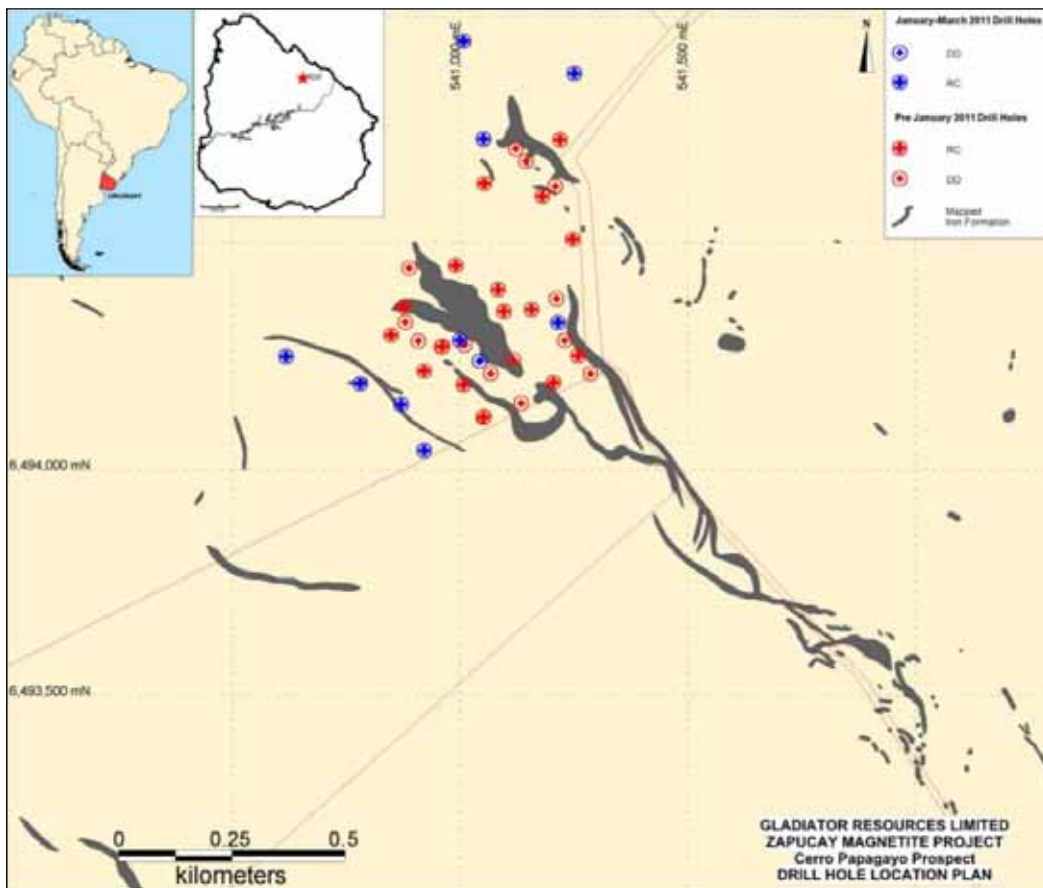 URUGUAY
541,000 mE
541,500 mE
N
January-March 2011 Drill Holes
DD
RC
Pre January 2011 Drill Holes
RC
DD
Mapped
Iron Formation
6,494,000 mN
6,493,500 mN
0 0.25 0.5
kilometers
GLADIATOR RESOURCES LIMITED
ZAPUCAY MAGNETITE PROJECT
Cerro Papagayo Prospect
DRILL HOLE LOCATION PLAN